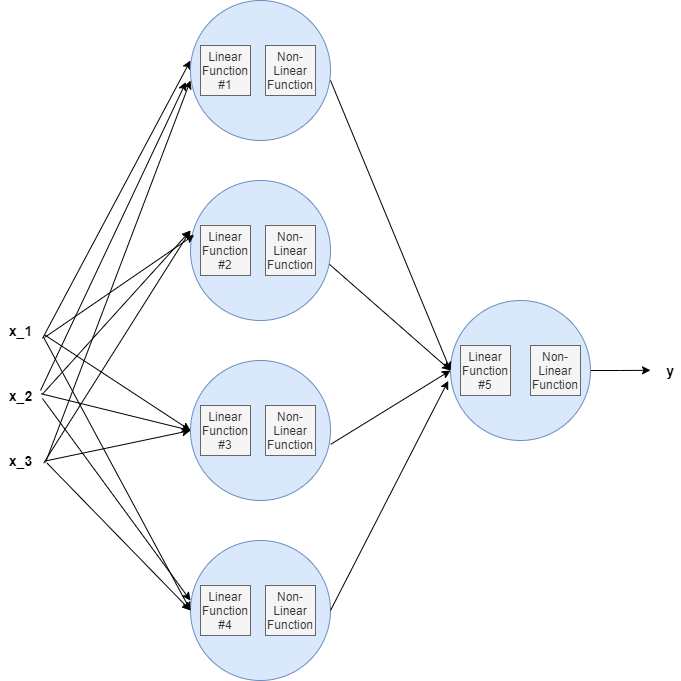 Linear
Function
#1
Non-
Linear
Function
Linear
Function
#2
Non-
Linear
Function
x_1
x_2
x_3
Linear
Function
#3
Non-
Linear
Function
Linear
Function
#4
Non-
Linear
Function
Linear
Function
#5
Non-
Linear
Function
y